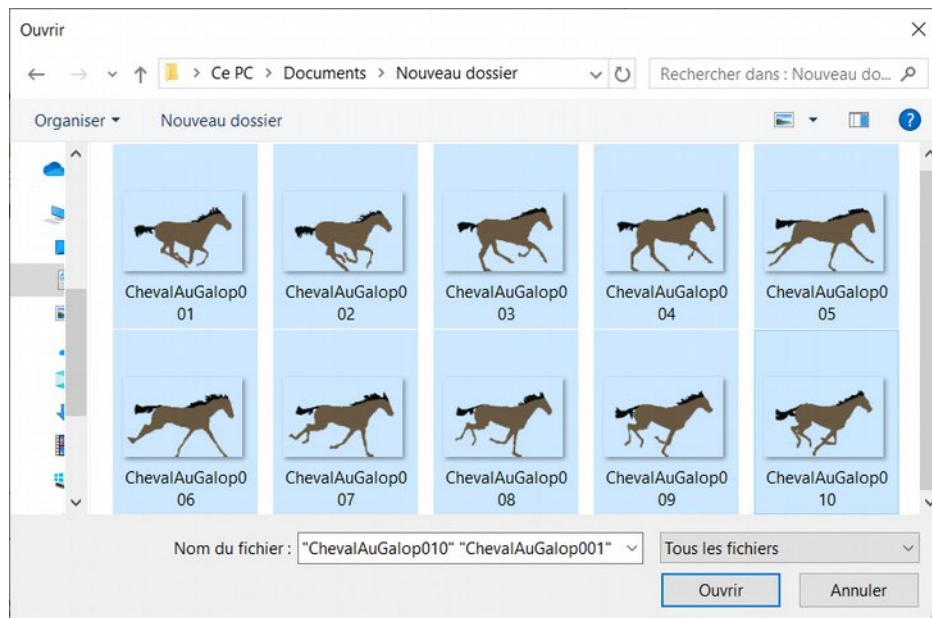 Ouvrir
Ce PC > Documents > Nouveau dossier
Rechercher dans : Nouveau do...
Organiser
Nouveau dossier
ChevalAuGalop0
01
ChevalAuGalop0
02
ChevalAuGalop0
03
ChevalAuGalop0
04
ChevalAuGalop0
05
ChevalAuGalop0
06
ChevalAuGalop0
07
ChevalAuGalop0
08
ChevalAuGalop0
09
ChevalAuGalop0
10
Nom du fichier :
"ChevalAuGalop010" "ChevalAuGalop001"
Tous les fichiers
Ouvrir
Annuler